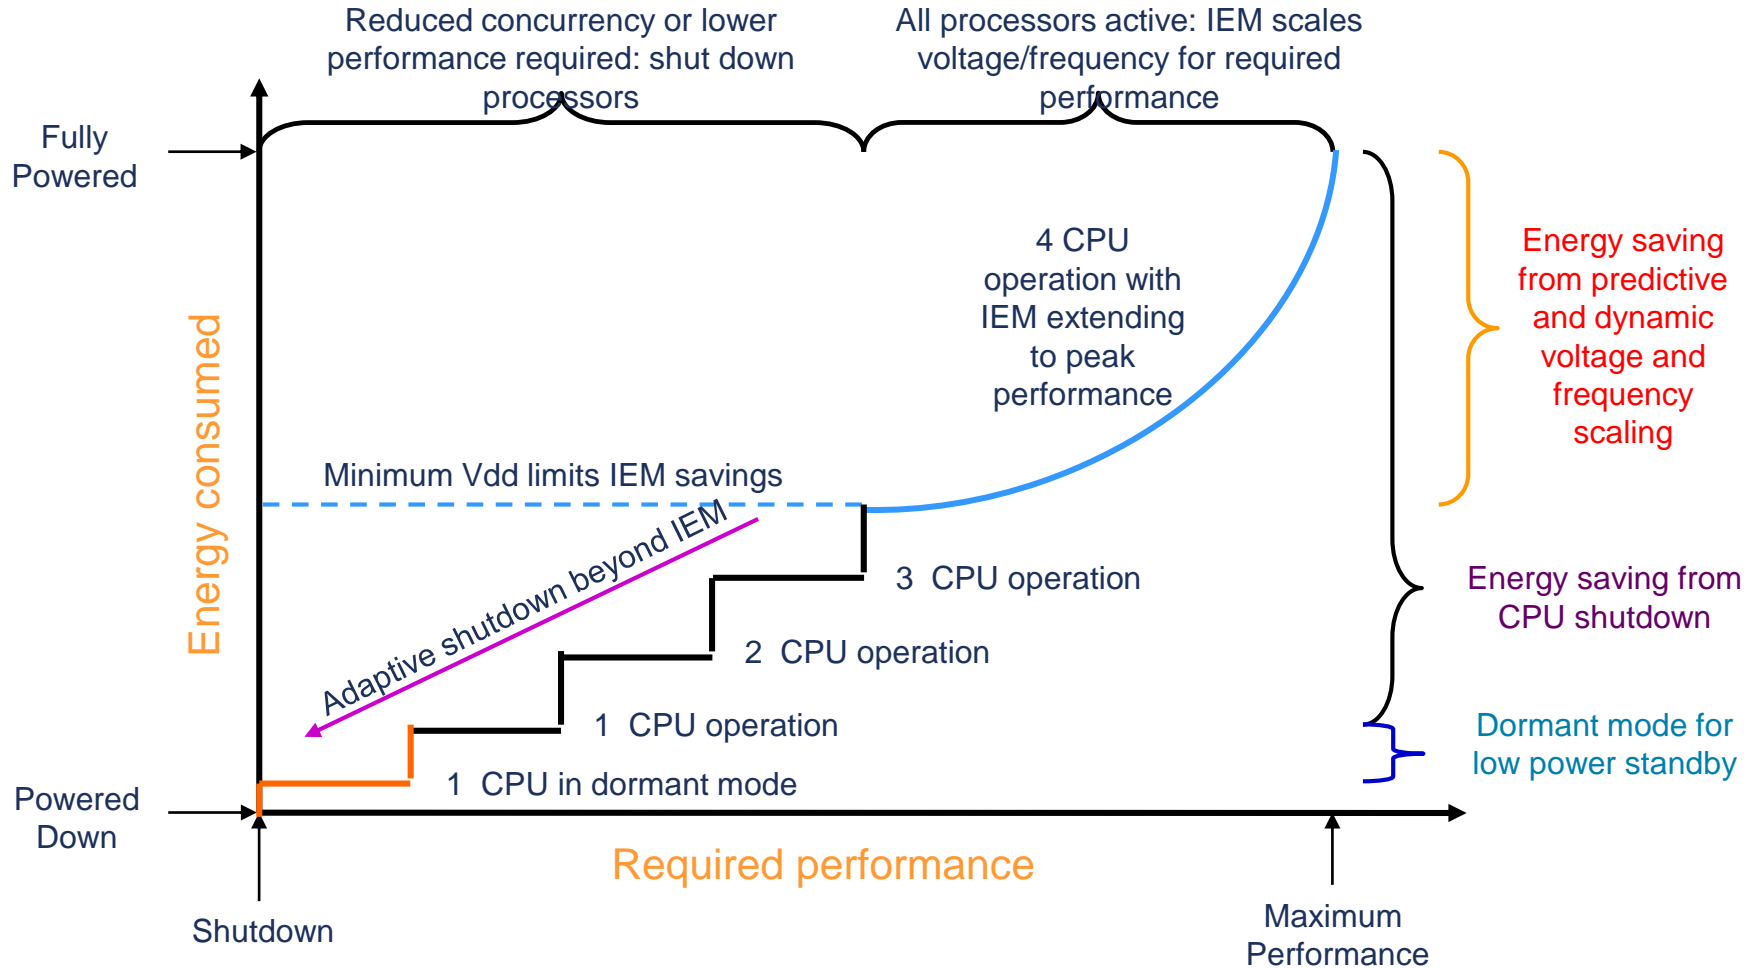 Reduced concurrency or lower
performance required: shut down
processors
All processors active: IEM scales
voltage/frequency for required
performance
Fully
Powered
4 CPU
operation with
IEM extending
to peak
performance
Energy saving
from predictive
and dynamic
voltage and
frequency
scaling
Energy consumed
Minimum Vdd limits IEM savings
Adaptive shutdown beyond IEM
3 CPU operation
Energy saving from
CPU shutdown
2 CPU operation
1 CPU operation
Dormant mode for
low power standby
1 CPU in dormant mode
Powered
Down
Required performance
Shutdown
Maximum
Performance